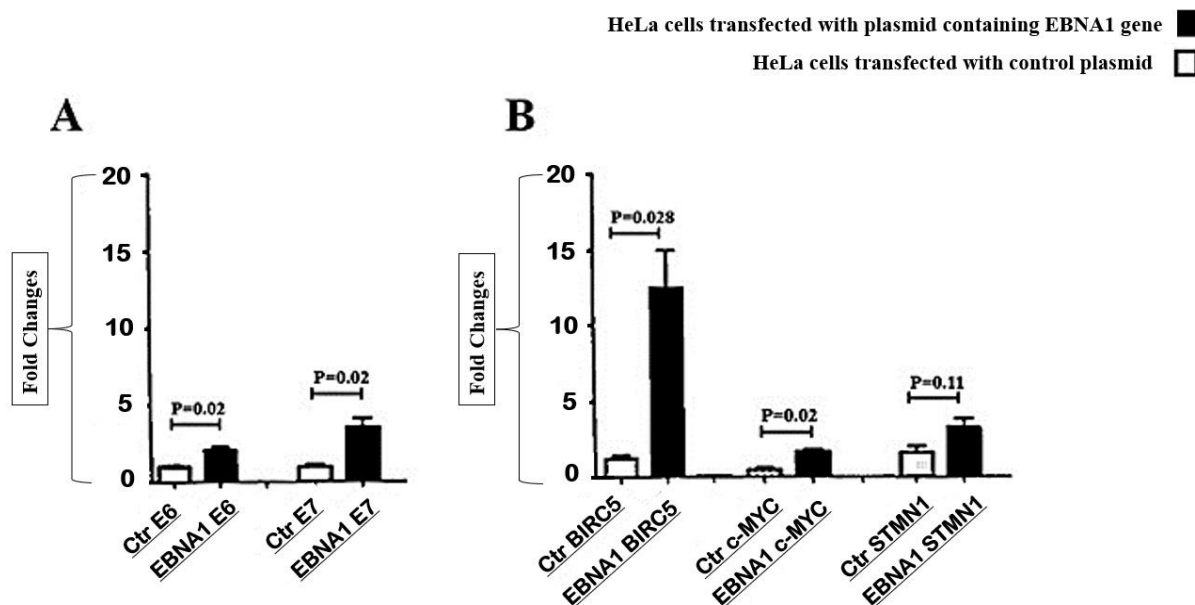 HeLa cells transfected with plasmid containing EBNA1 gene
HeLa cells transfected with control plasmid
A
Fold Changes
20
15
10
5
0
P=0.02
P=0.02
Ctr E6
EBNA1 E6
Ctr E7
EBNA1 E7
B
Fold Changes
20
15
10
5
0
P=0.028
P=0.02
P=0.11
Ctr BIRC5
EBNA1 BIRC5
Ctr c-MYC
EBNA1 c-MYC
Ctr STMN1
EBNA1 STMN1